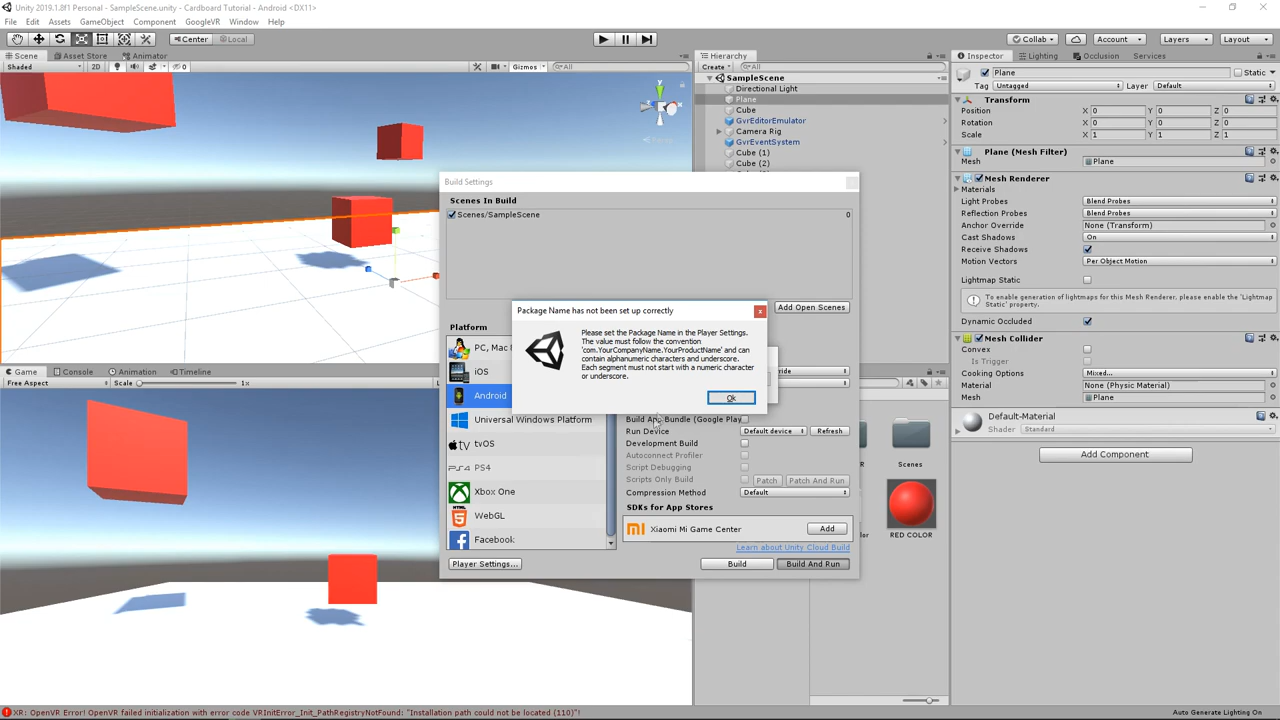 Unity 2019.1.8f1 Personal - SampleScene.unity - Cardboard Tutorial - Android <DX11>
File Edit Assets GameObject Component GoogleVR Window Help
Center Local Collab Account Layers Layout
Scene Asset Store Animator
Shaded 2D 0 Gizmos All
Hierarchy
Create All
SampleScene
Directional Light
Plane
Cube
GvrEditorEmulator
Camera Rig
GvrEventSystem
Cube (1)
Cube (2)
Inspector Lighting Occlusion Services
Plane Static
Tag Untagged Layer Default
Transform
Position X 0 Y 0 Z 0
Rotation X 0 Y 0 Z 0
Scale X 1 Y 1 Z 1
Plane (Mesh Filter)
Mesh Plane
Mesh Renderer
Materials
Light Probes Blend Probes
Reflection Probes Blend Probes
Anchor Override None (Transform)
Cast Shadows On
Receive Shadows
Motion Vectors Per Object Motion
Lightmap Static
To enable generation of lightmaps for this Mesh Renderer, please enable the 'Lightmap Static' property.
Dynamic Occluded
Mesh Collider
Convex
Is Trigger
Cooking Options Mixed...
Material None (Physic Material)
Mesh Plane
Default-Material
Shader Standard
Add Component
Build Settings
Scenes In Build
Scenes/SampleScene 0
Add Open Scenes
Platform
PC, Mac
iOS
Android
Universal Windows Platform
tvOS
PS4
Xbox One
WebGL
Facebook
Player Settings...
Package Name has not been set up correctly
Please set the Package Name in the Player Settings.
The value must follow the convention
'com.YourCompanyName.YourProductName' and can
contain alphanumeric characters and underscore.
Each segment must not start with a numeric character
or underscore.
Ok
Build App Bundle (Google Play
Run Device Default device Refresh
Development Build
Autoconnect Profiler
Script Debugging
Scripts Only Build Patch Patch And Run
Compression Method Default
SDKs for App Stores
Xiaomi Mi Game Center Add
Learn about Unity Cloud Build
Build Build And Run
Game Console Animation Timeline
Free Aspect Scale 1x
Scenes
RED COLOR
XR: OpenVR Error! OpenVR failed initialization with error code VRInitError_Init_PathRegistryNotFound: "Installation path could not be located (110)"!
Auto Generate Lighting On